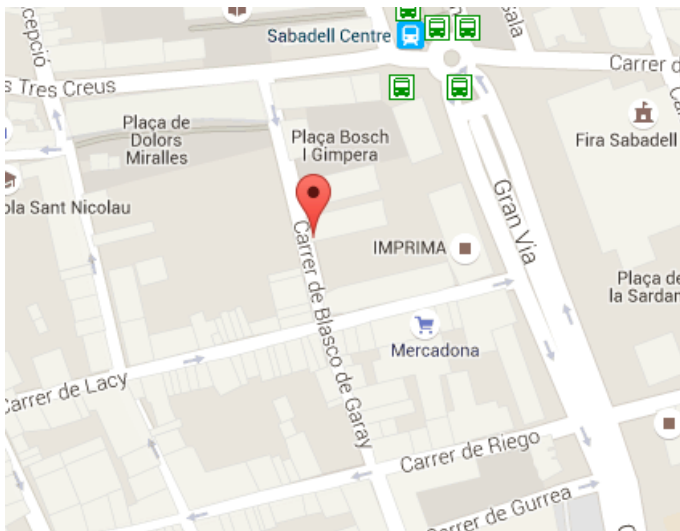 Sabadell Centre
Carrer d
s Tres Creus
Plaça de
Dolors
Miralles
Plaça Bosch
I Gimpera
Fira Sabadell
ola Sant Nicolau
Gran Via
IMPRIMA
Plaça de
la Sardan
Carrer de Blasco de Garay
Mercadona
Carrer de Lacy
Carrer de Riego
Carrer de Gurrea